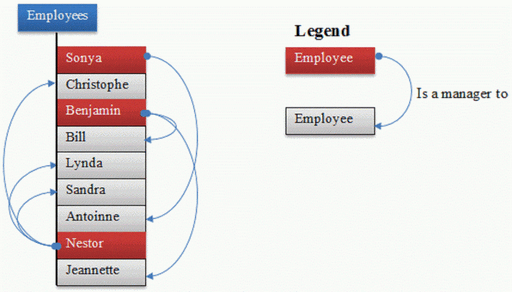 Employees
Sonya
Christophe
Benjamin
Bill
Lynda
Sandra
Antoinne
Nestor
Jeannette
Legend
Employee
Is a manager to
Employee